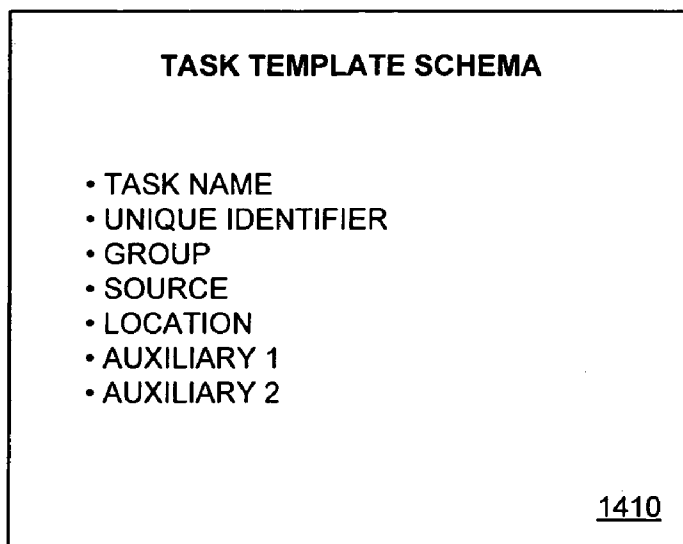 TASK TEMPLATE SCHEMA
• TASK NAME
• UNIQUE IDENTIFIER
• GROUP
• SOURCE
• LOCATION
• AUXILIARY 1
• AUXILIARY 2
1410